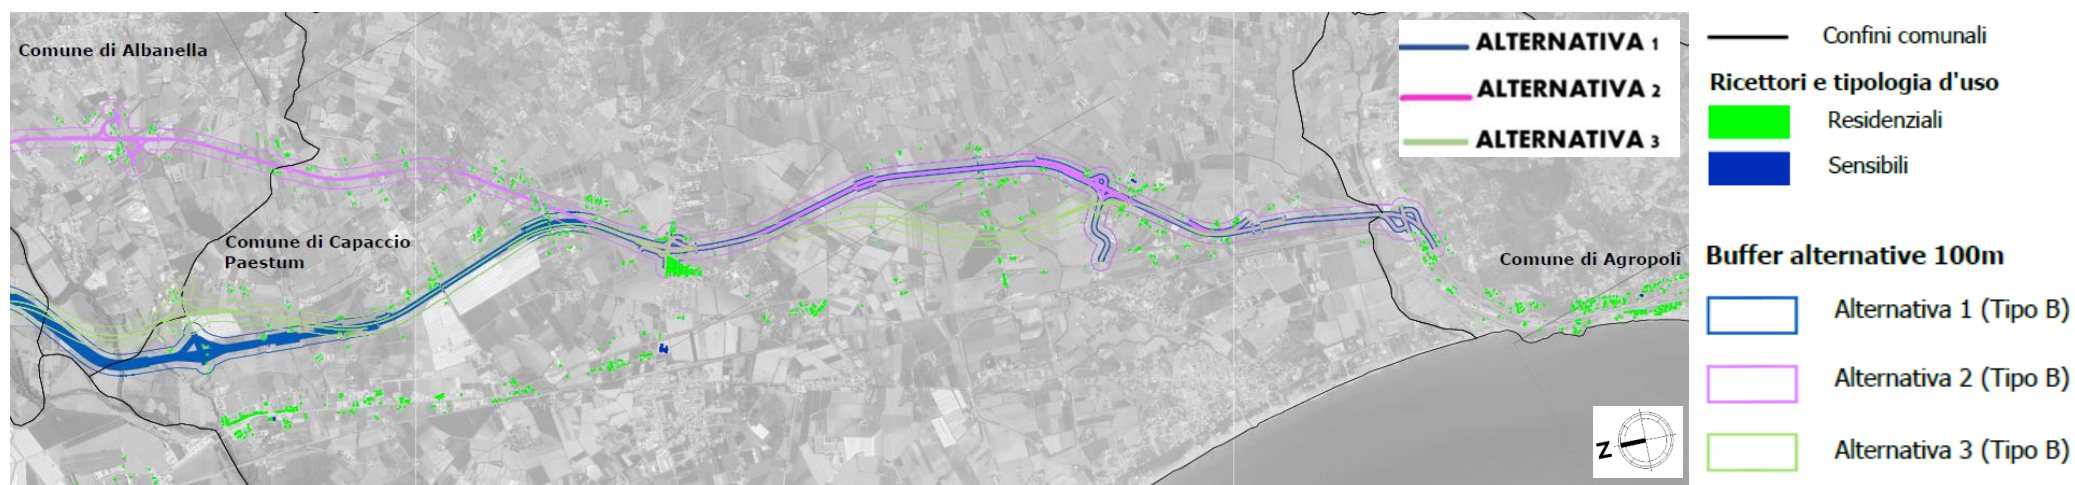 Comune di Albanella
Comune di Capaccio
Paestum
Comune di Agropoli
ALTERNATIVA 1
ALTERNATIVA 2
ALTERNATIVA 3
Z
Confini comunali
Ricettori e tipologia d'uso
Residenziali
Sensibili
Buffer alternative 100m
Alternativa 1 (Tipo B)
Alternativa 2 (Tipo B)
Alternativa 3 (Tipo B)